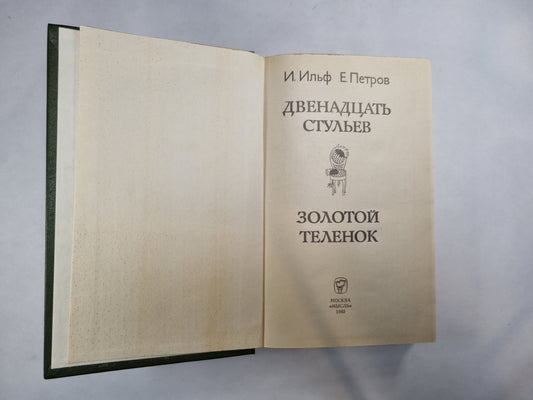 И. Ильф Е. Петров
ДВЕНАДЦАТЬ
СТУЛЬЕВ
ЗОЛОТОЙ
ТЕЛЕНОК
МОСКВА
«МЫСЛЬ»